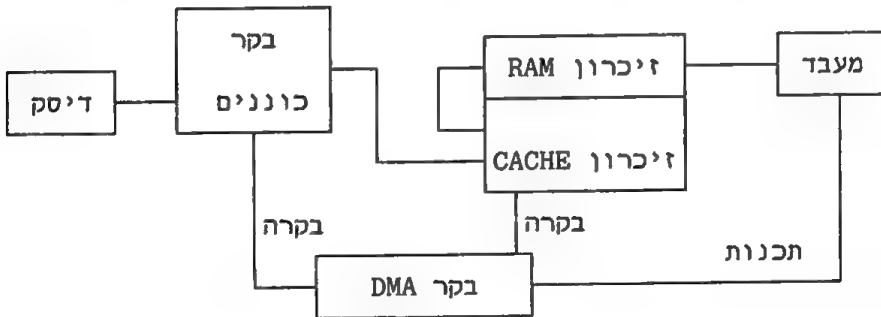 בקר
כוננים
דיסק
זיכרון RAM
זיכרון CACHE
מעבד
בקרה
בקרה
תכנות
בקר DMA